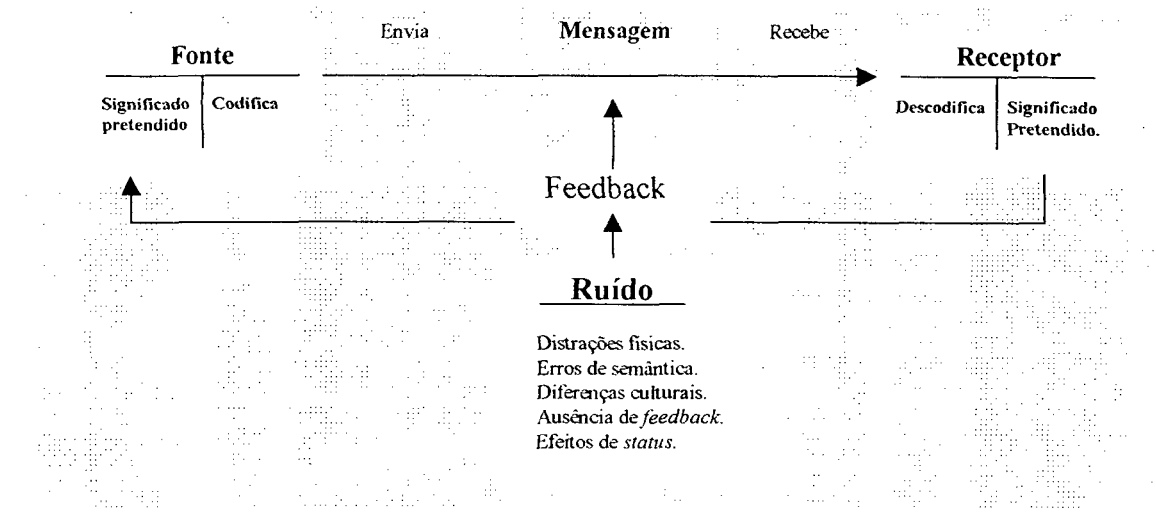 Envia
Mensagem
Recebe
Fonte
Receptor
Significado
pretendido
Codifica
Descodifica
Significado
Pretendido.
Feedback
Ruído
Distrações fisicas.
Erros de semântica.
Diferenças culturais.
Ausência de feedback.
Efeitos de status.